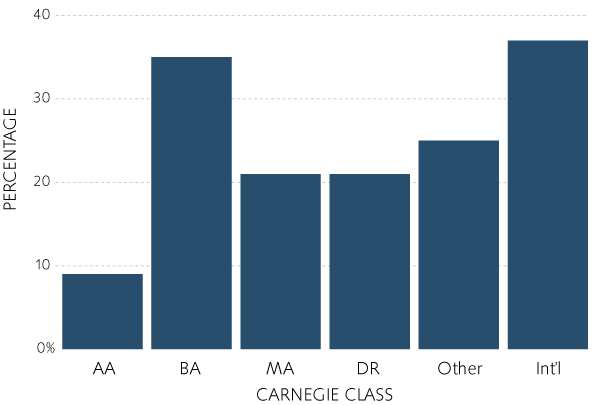 40
30
20
10
0%
PERCENTAGE
AA BA MA DR Other Int'l
CARNEGIE CLASS